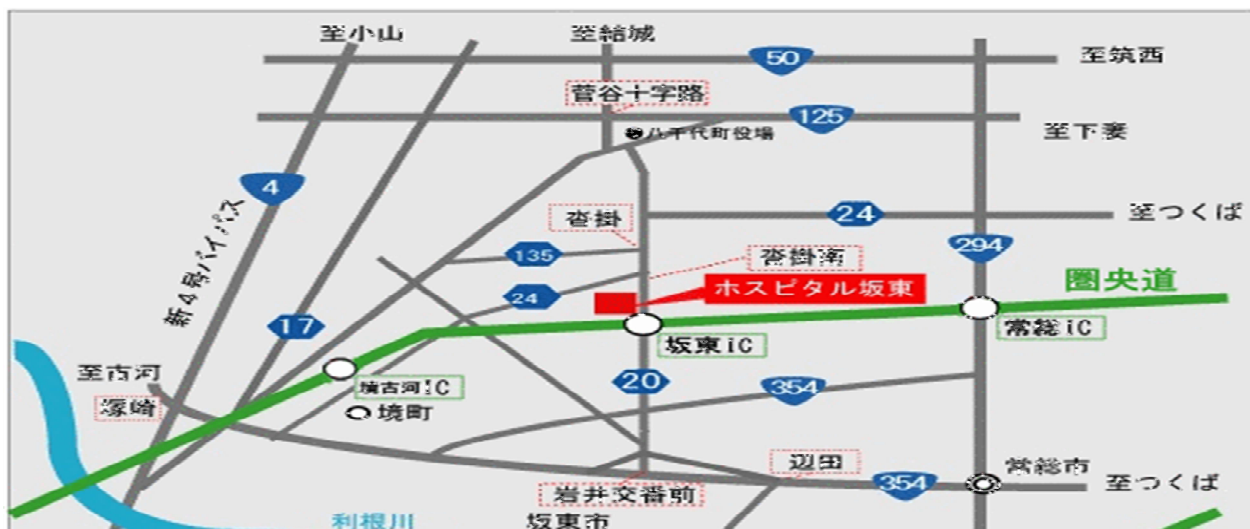 至小山
至結城
50
至筑西
菅谷十字路
125
八千代町役場
至下妻
4
新4号バイパス
沓掛
24
至つくば
135
沓掛南
294
24
ホスピタル坂東
圏央道
17
坂東iC
常総iC
至古河
境古河iC
20
354
塚崎
境町
辺田
常総市
岩井交番前
354
至つくば
利根川
坂東市